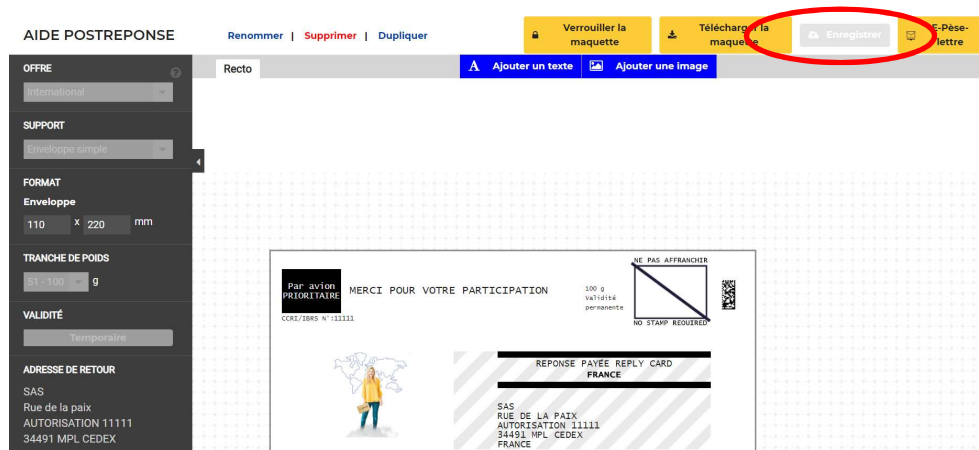 AIDE POSTREPONSE
Renommer | Supprimer | Dupliquer
Verrouiller la
maquette
Télécharger la
maquette
Enregistrer
E-Pèse-
lettre
Recto
Ajouter un texte
Ajouter une image
OFFRE
International
SUPPORT
Enveloppe simple
FORMAT
Enveloppe
110 x 220 mm
TRANCHE DE POIDS
51 - 100 g
VALIDITÉ
Temporaire
ADRESSE DE RETOUR
SAS
Rue de la paix
AUTORISATION 11111
34491 MPL CEDEX
Par avion
PRIORITAIRE
MERCI POUR VOTRE PARTICIPATION
CCRI/IBRS N°:11111
100 g
Validité
permanente
NE PAS AFFRANCHIR
NO STAMP REQUIRED
REPONSE PAYÉE REPLY CARD
FRANCE
SAS
RUE DE LA PAIX
AUTORISATION 11111
34491 MPL CEDEX
FRANCE